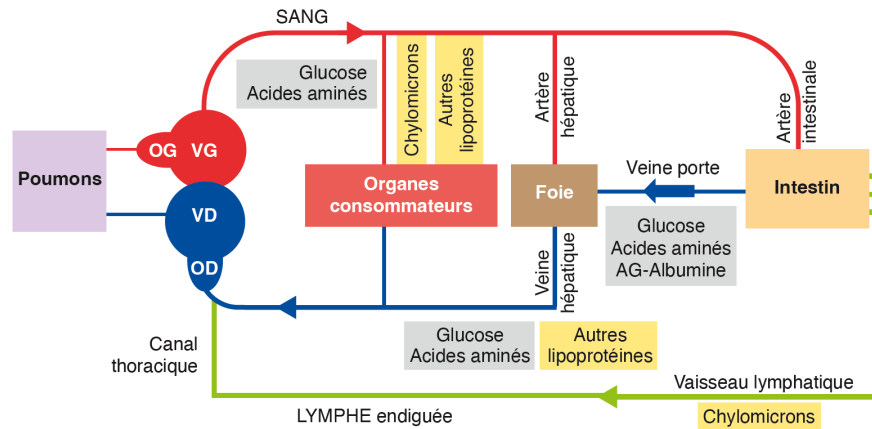 SANG
Glucose
Acides aminés
Chylomicrons
Autres
lipoprotéines
Artère
hépatique
Artère
intestinale
Poumons
OG
VG
VD
OD
Organes
consommateurs
Foie
Veine porte
Intestin
Glucose
Acides aminés
AG-Albumine
Veine
hépatique
Glucose
Acides aminés
Autres
lipoprotéines
Canal
thoracique
LYMPHE endiguée
Vaisseau lymphatique
Chylomicrons